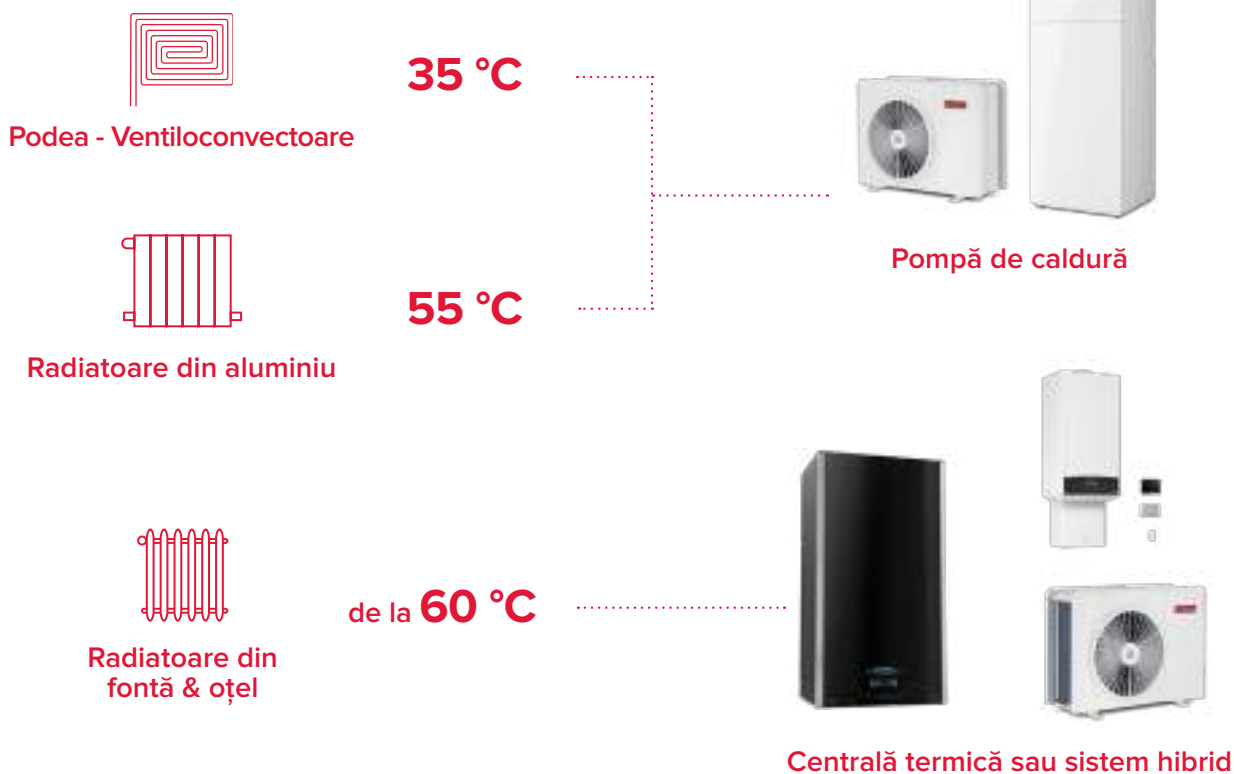 35 °C
Podea - Ventiloconvectoare
Pompă de caldură
55 °C
Radiatoare din aluminiu
de la 60 °C
Radiatoare din
fontă & oțel
Centrală termică sau sistem hibrid